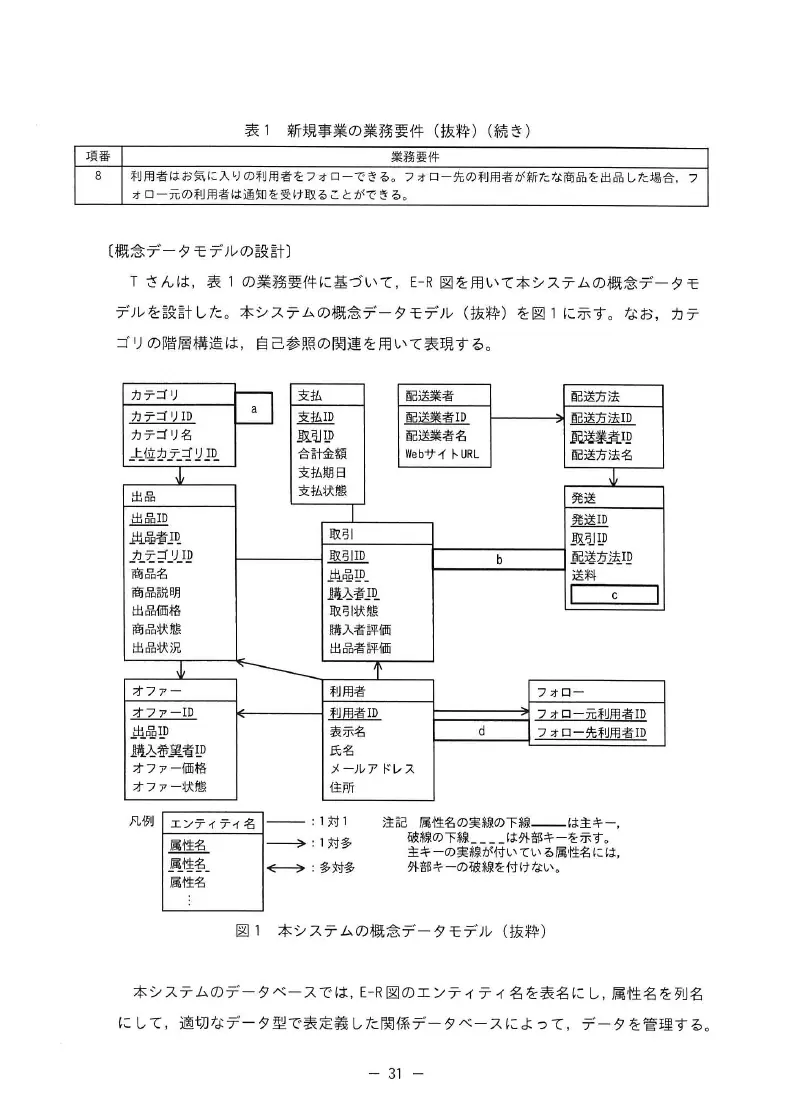 表1 新規事業の業務要件(抜粋)(続き)
項番 業務要件
8 利用者はお気に入りの利用者をフォローできる。フォロー先の利用者が新たな商品を出品した場合,フ
ォロー元の利用者は通知を受け取ることができる。
〔概念データモデルの設計〕
Tさんは,表1の業務要件に基づいて,E-R図を用いて本システムの概念データモ
デルを設計した。本システムの概念データモデル(抜粋)を図1に示す。なお,カテ
ゴリの階層構造は,自己参照の関連を用いて表現する。
カテゴリ
カテゴリID
カテゴリ名
上位カテゴリID
a
支払
支払ID
取引ID
合計金額
支払期日
支払状態
配送業者
配送業者ID
配送業者名
WebサイトURL
配送方法
配送方法ID
配送業者ID
配送方法名
出品
出品ID
出品者ID
カテゴリID
商品名
商品説明
出品価格
商品状態
出品状況
取引
取引ID
出品ID
購入者ID
取引状態
購入者評価
出品者評価
b
発送
発送ID
取引ID
配送方法ID
送料
c
オファー
オファーID
出品ID
購入希望者ID
オファー価格
オファー状態
利用者
利用者ID
表示名
氏名
メールアドレス
住所
d
フォロー
フォロー元利用者ID
フォロー先利用者ID
凡例
エンティティ名
属性名
属性名
属性名
⋮
:1対1
:1対多
:多対多
注記 属性名の実線の下線____は主キー,
破線の下線_ _ _ _は外部キーを示す。
主キーの実線が付いている属性名には,
外部キーの破線を付けない。
図1 本システムの概念データモデル(抜粋)
本システムのデータベースでは,E-R図のエンティティ名を表名にし,属性名を列名
にして,適切なデータ型で表定義した関係データベースによって,データを管理する。
- 31 -